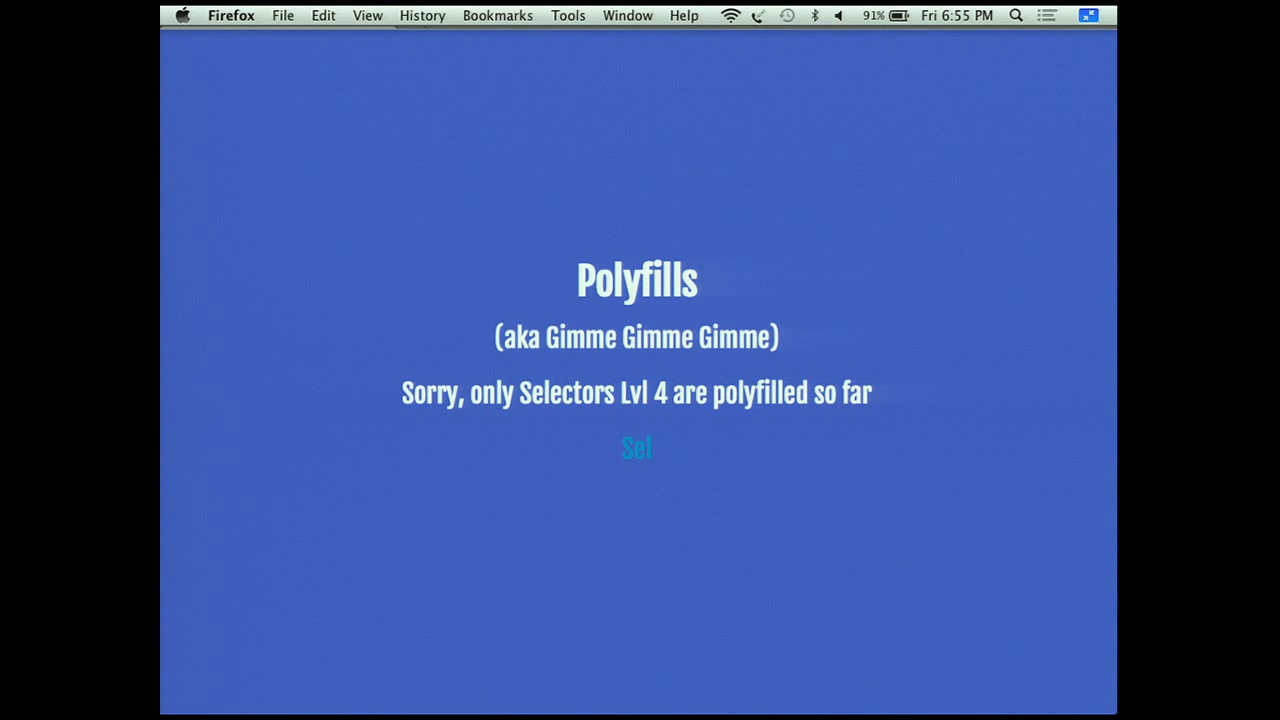 Firefox File Edit View History Bookmarks Tools Window Help 91% Fri 6:55 PM
Polyfills
(aka Gimme Gimme Gimme)
Sorry, only Selectors Lvl 4 are polyfilled so far
Sel